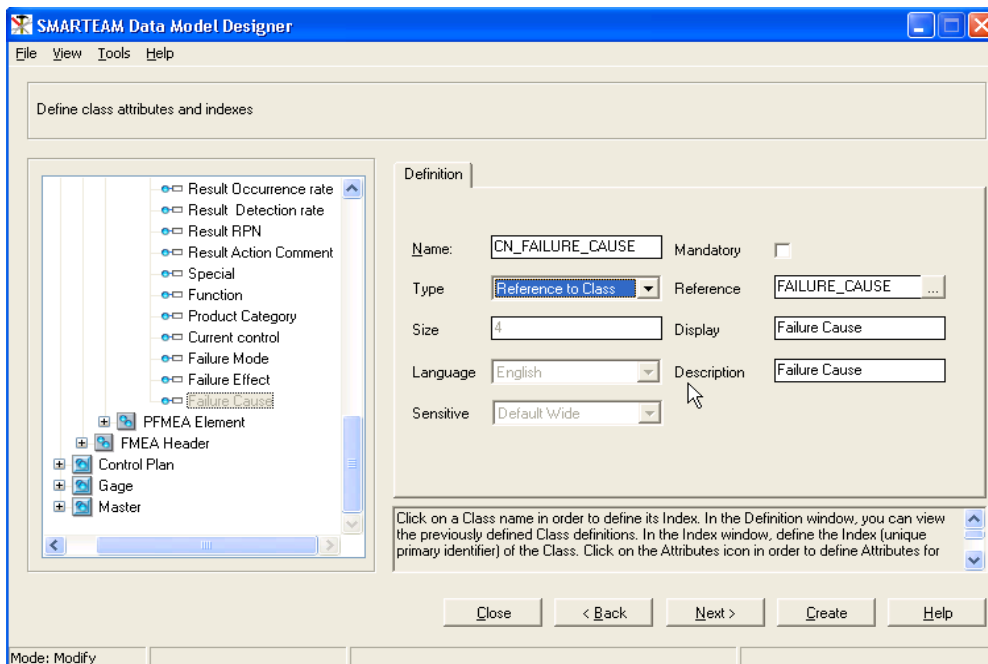 SMARTEAM Data Model Designer
File View Tools Help
Define class attributes and indexes
Result Occurrence rate
Result Detection rate
Result RPN
Result Action Comment
Special
Function
Product Category
Current control
Failure Mode
Failure Effect
Failure Cause
PFMEA Element
FMEA Header
Control Plan
Gage
Master
Definition
Name: CN_FAILURE_CAUSE Mandatory
Type Reference to Class Reference FAILURE_CAUSE ...
Size 4 Display Failure Cause
Language English Description Failure Cause
Sensitive Default Wide
Click on a Class name in order to define its Index. In the Definition window, you can view
the previously defined Class definitions. In the Index window, define the Index (unique
primary identifier) of the Class. Click on the Attributes icon in order to define Attributes for
Close < Back Next > Create Help
Mode: Modify